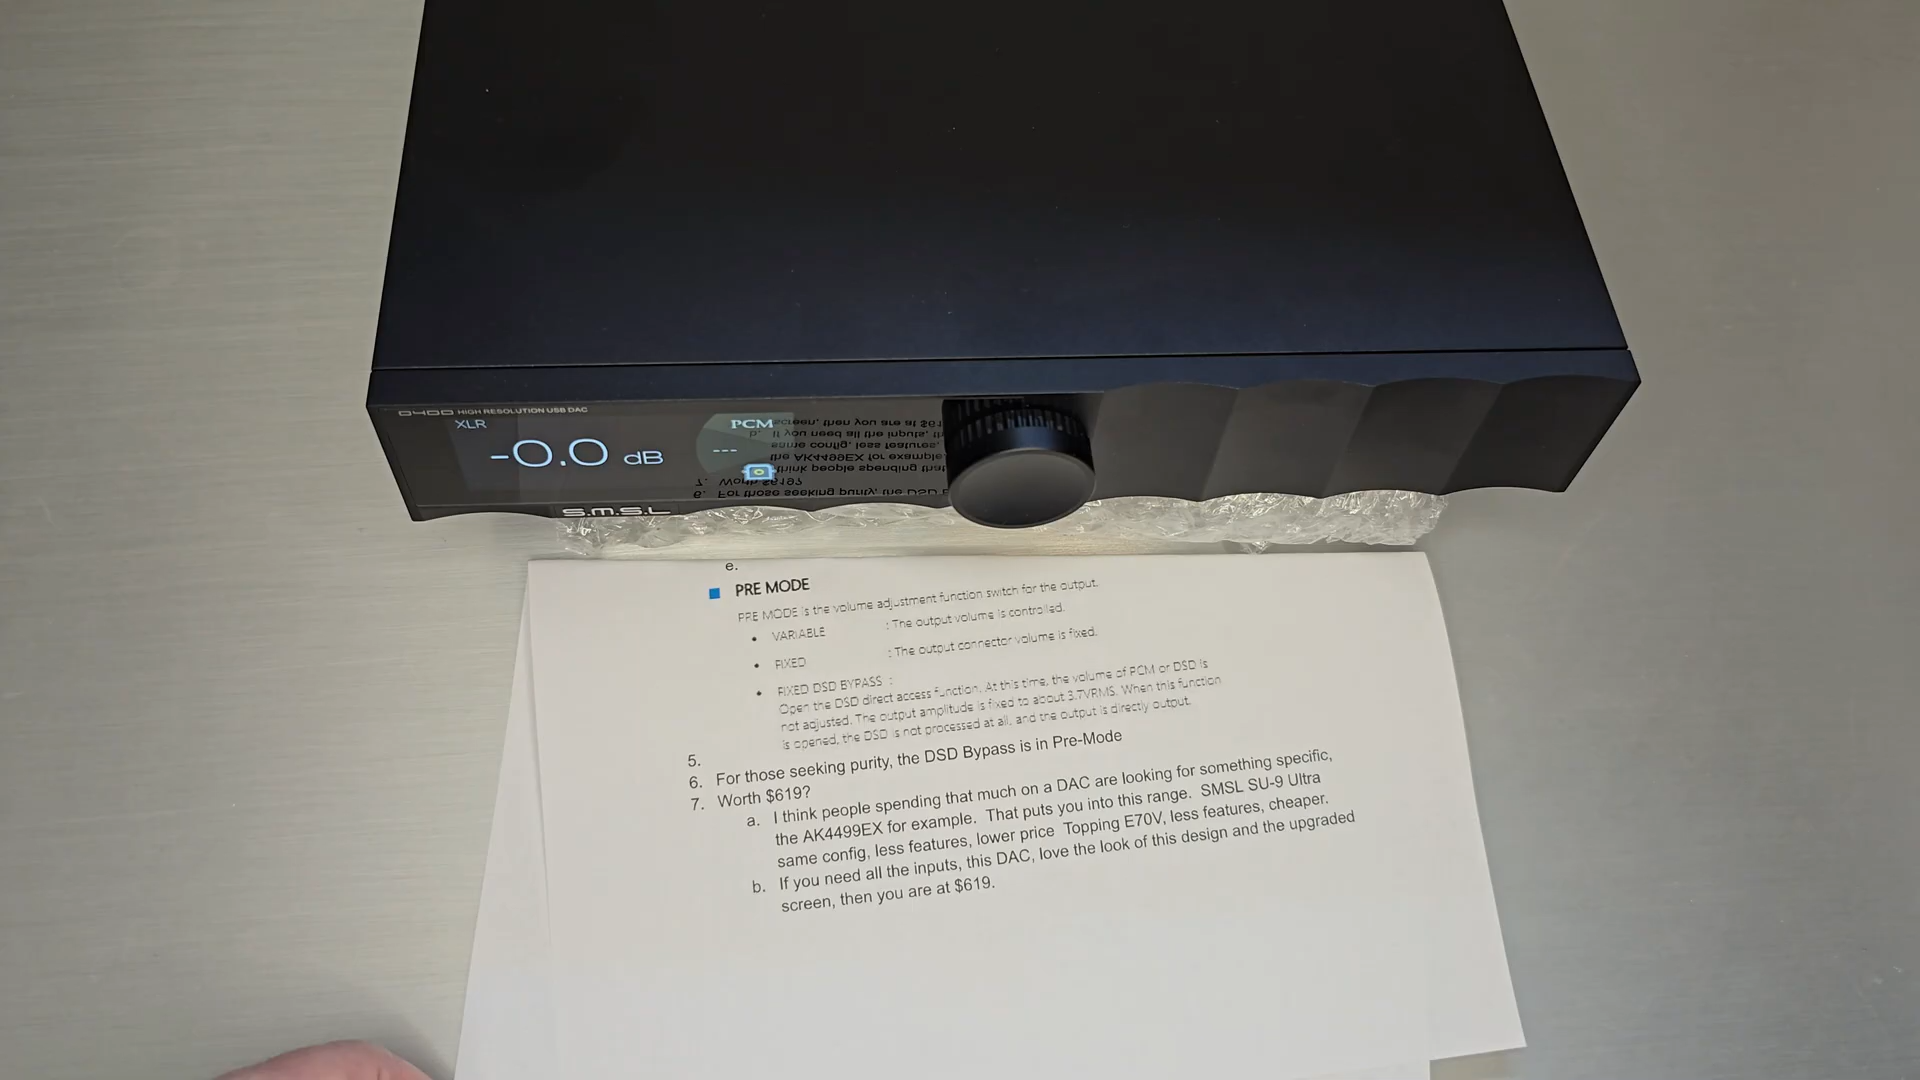 D400 HIGH RESOLUTION USB DAC
XLR
-0.0 dB
PCM
---
S.M.S.L
e.
PRE MODE
PRE MODE is the volume adjustment function switch for the output.
• VARIABLE : The output volume is controlled.
• FIXED : The output connector volume is fixed.
• FIXED DSD BYPASS :
Open the DSD direct access function. At this time, the volume of PCM or DSD is
not adjusted. The output amplitude is fixed to about 3.7VRMS. When this function
is opened, the DSD is not processed at all, and the output is directly output.
5.
6. For those seeking purity, the DSD Bypass is in Pre-Mode
7. Worth $619?
a. I think people spending that much on a DAC are looking for something specific,
the AK4499EX for example. That puts you into this range. SMSL SU-9 Ultra
same config, less features, lower price Topping E70V, less features, cheaper.
b. If you need all the inputs, this DAC, love the look of this design and the upgraded
screen, then you are at $619.